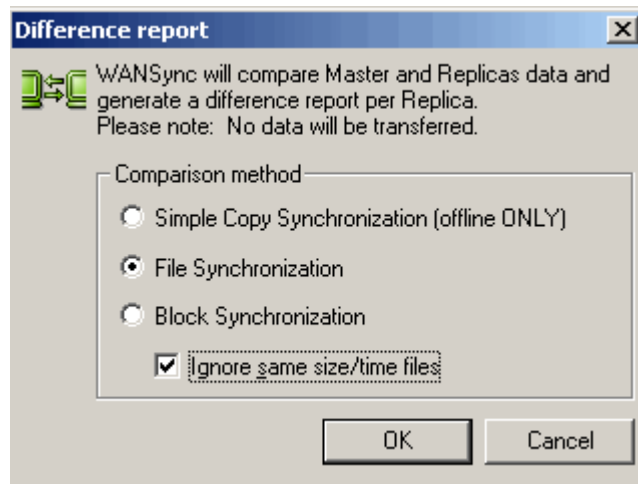 Difference report
WANSync will compare Master and Replicas data and
generate a difference report per Replica.
Please note: No data will be transferred.
Comparison method
Simple Copy Synchronization (offline ONLY)
File Synchronization
Block Synchronization
Ignore same size/time files
OK Cancel